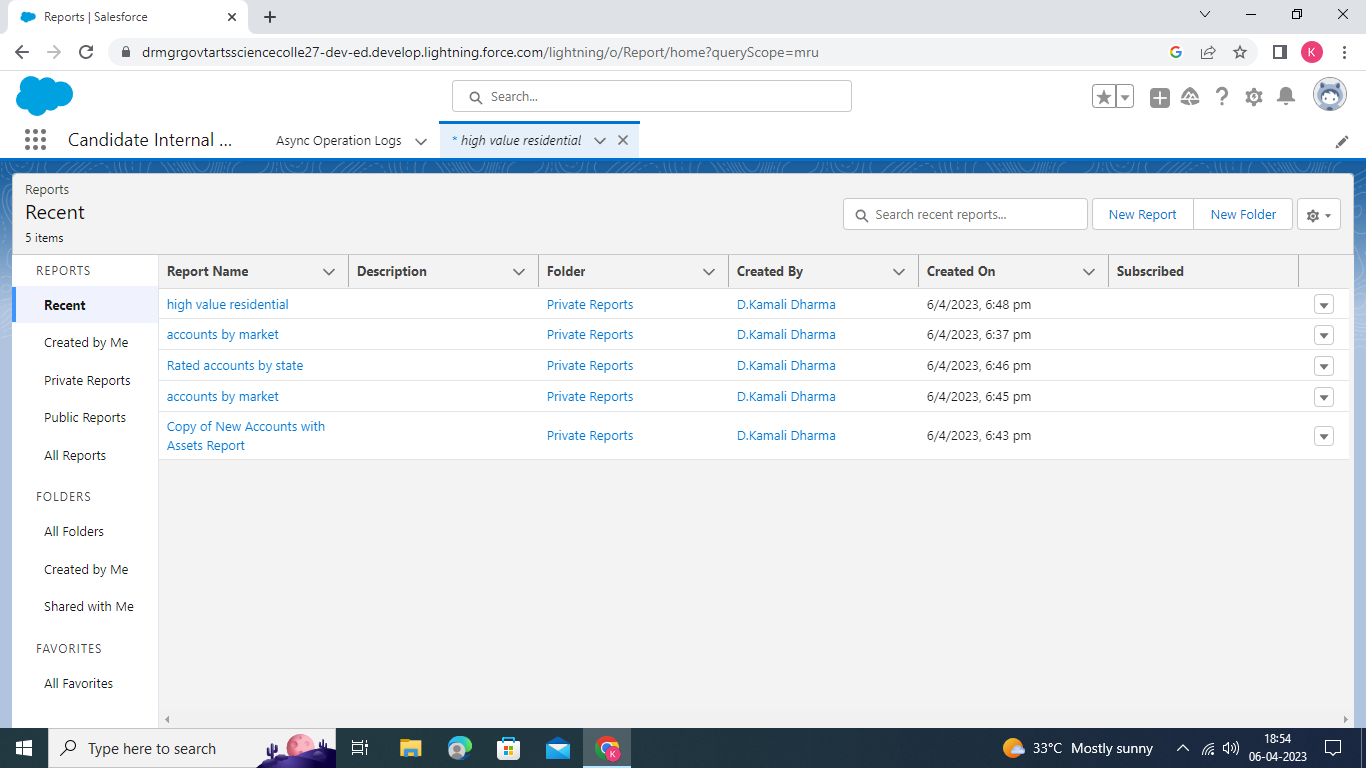 Reports | Salesforce
drmgrgovtartssciencecolle27-dev-ed.develop.lightning.force.com/lightning/o/Report/home?queryScope=mru
K
Search...
Candidate Internal ...
Async Operation Logs
* high value residential
Reports
Recent
5 items
Search recent reports...
New Report
New Folder
REPORTS
Recent
Created by Me
Private Reports
Public Reports
All Reports
FOLDERS
All Folders
Created by Me
Shared with Me
FAVORITES
All Favorites
Report Name Description Folder Created By Created On Subscribed
high value residential Private Reports D.Kamali Dharma 6/4/2023, 6:48 pm
accounts by market Private Reports D.Kamali Dharma 6/4/2023, 6:37 pm
Rated accounts by state Private Reports D.Kamali Dharma 6/4/2023, 6:46 pm
accounts by market Private Reports D.Kamali Dharma 6/4/2023, 6:45 pm
Copy of New Accounts with
Assets Report Private Reports D.Kamali Dharma 6/4/2023, 6:43 pm
Type here to search
K
33°C Mostly sunny
18:54
06-04-2023